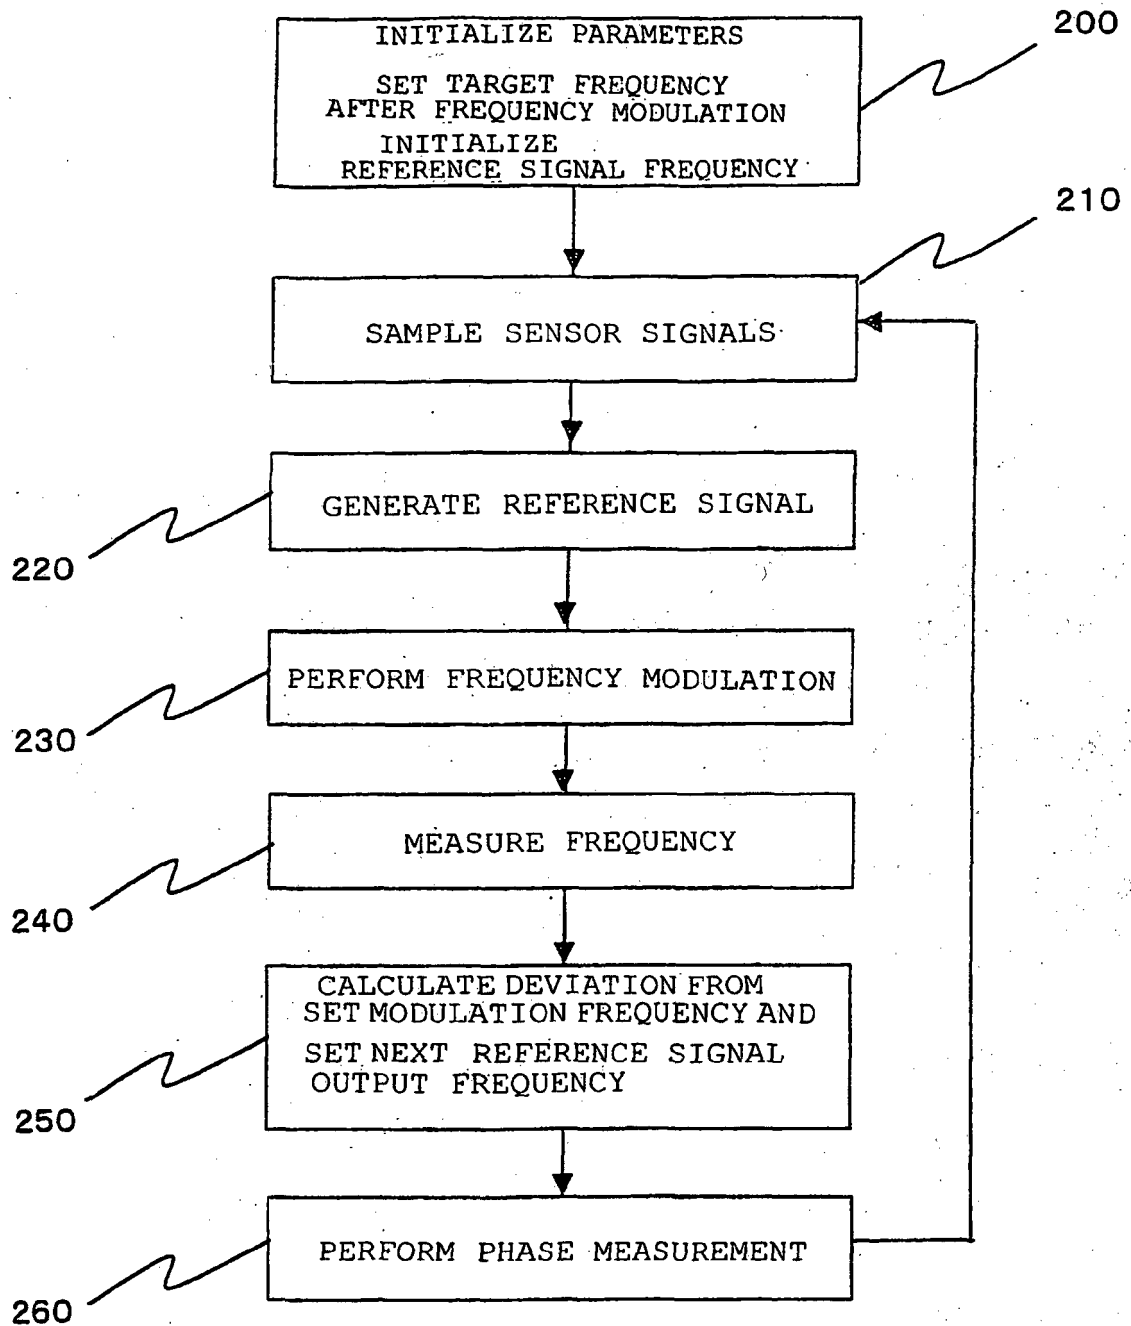 INITIALIZE PARAMETERS
200
SET TARGET FREQUENCY
AFTER FREQUENCY MODULATION
INITIALIZE
REFERENCE SIGNAL FREQUENCY
210
SAMPLE SENSOR SIGNALS
GENERATE REFERENCE SIGNAL
220
PERFORM FREQUENCY MODULATION
230
MEASURE FREQUENCY
240
CALCULATE DEVIATION FROM
SET MODULATION FREQUENCY AND
SET NEXT REFERENCE SIGNAL
OUTPUT FREQUENCY
250
PERFORM PHASE MEASUREMENT
260